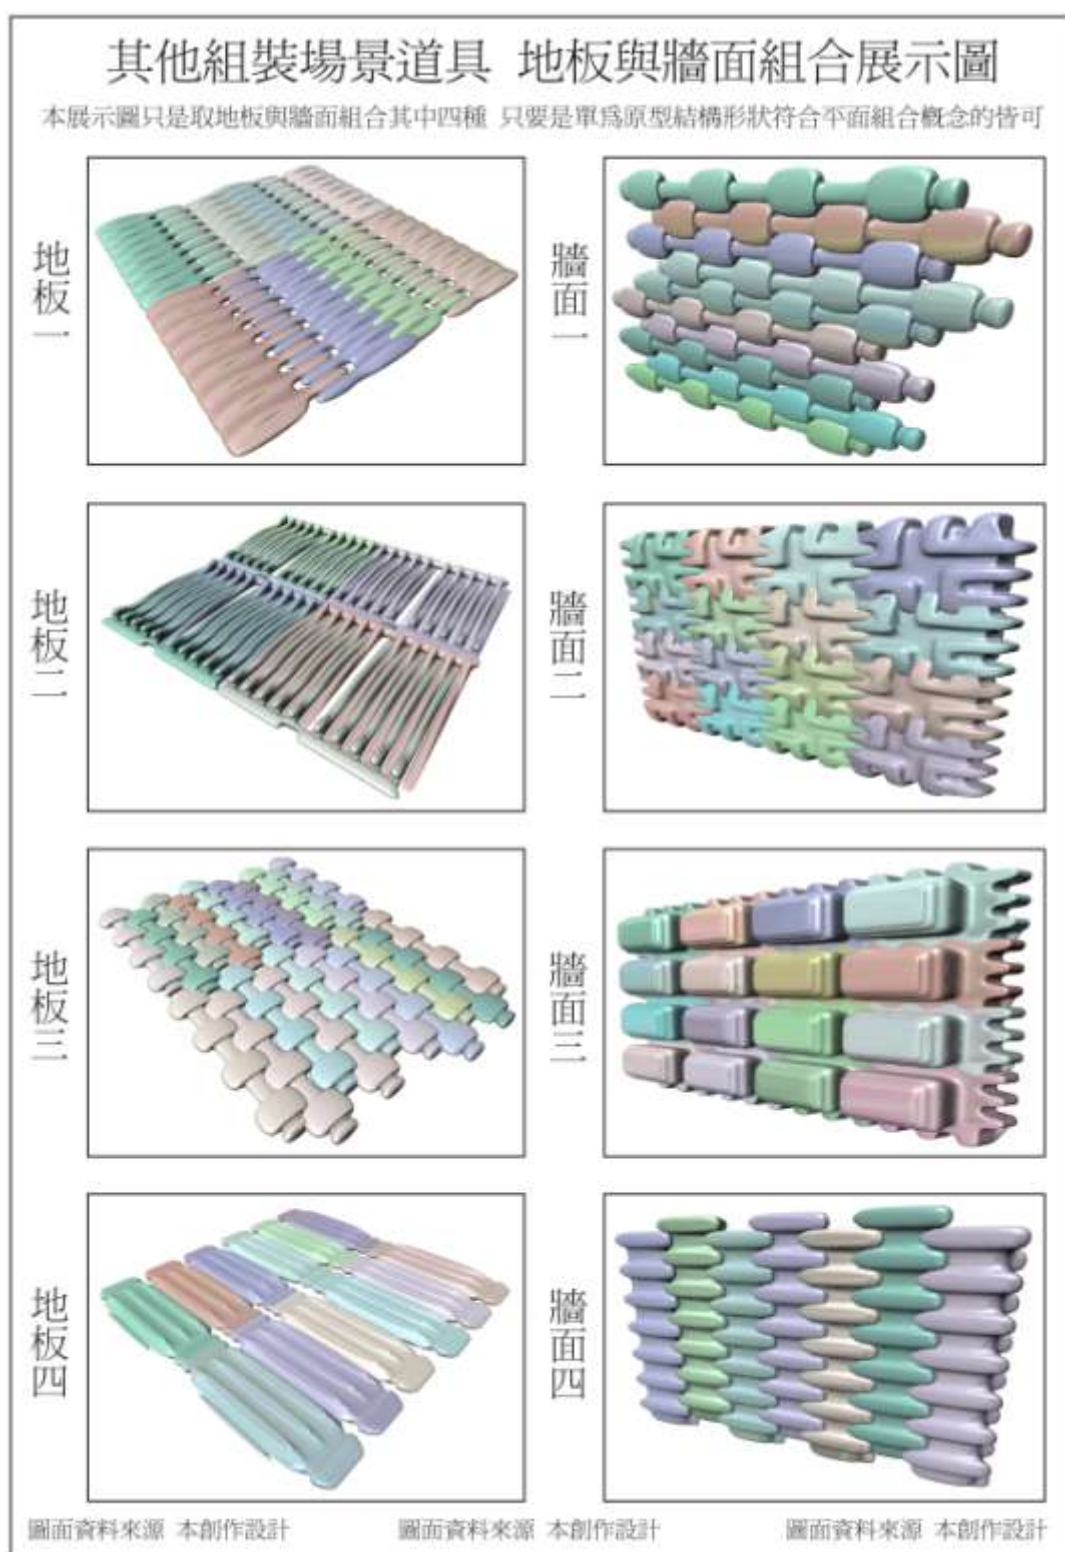 其他組裝場景道具 地板與牆面組合展示圖
本展示圖只是取地板與牆面組合其中四種 只要是單為原型結構形狀符合平面組合概念的皆可
地板一
牆面一
地板二
牆面二
地板三
牆面三
地板四
牆面四
圖面資料來源 本創作設計
圖面資料來源 本創作設計
圖面資料來源 本創作設計